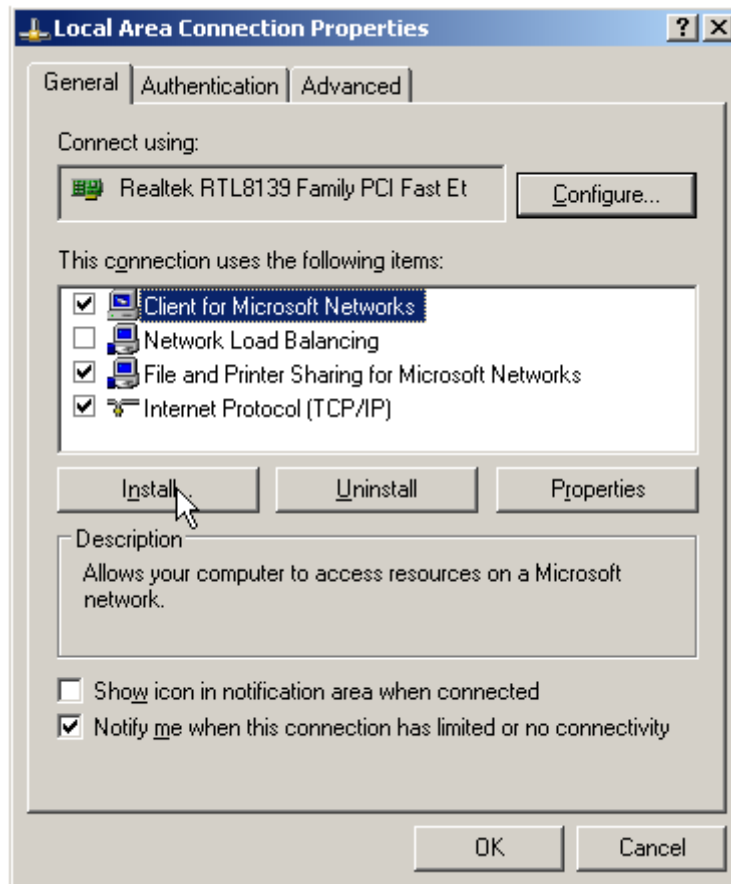 Local Area Connection Properties
General Authentication Advanced
Connect using:
Realtek RTL8139 Family PCI Fast Et Configure...
This connection uses the following items:
Client for Microsoft Networks
Network Load Balancing
File and Printer Sharing for Microsoft Networks
Internet Protocol (TCP/IP)
Install... Uninstall Properties
Description
Allows your computer to access resources on a Microsoft
network.
Show icon in notification area when connected
Notify me when this connection has limited or no connectivity
OK Cancel